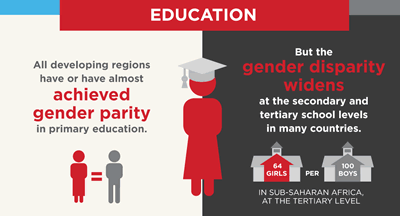 EDUCATION
All developing regions
have or have almost
achieved
gender parity
in primary education.
=
But the
gender disparity
widens
at the secondary and
tertiary school levels
in many countries.
64
GIRLS
PER
100
BOYS
IN SUB-SAHARAN AFRICA,
AT THE TERTIARY LEVEL